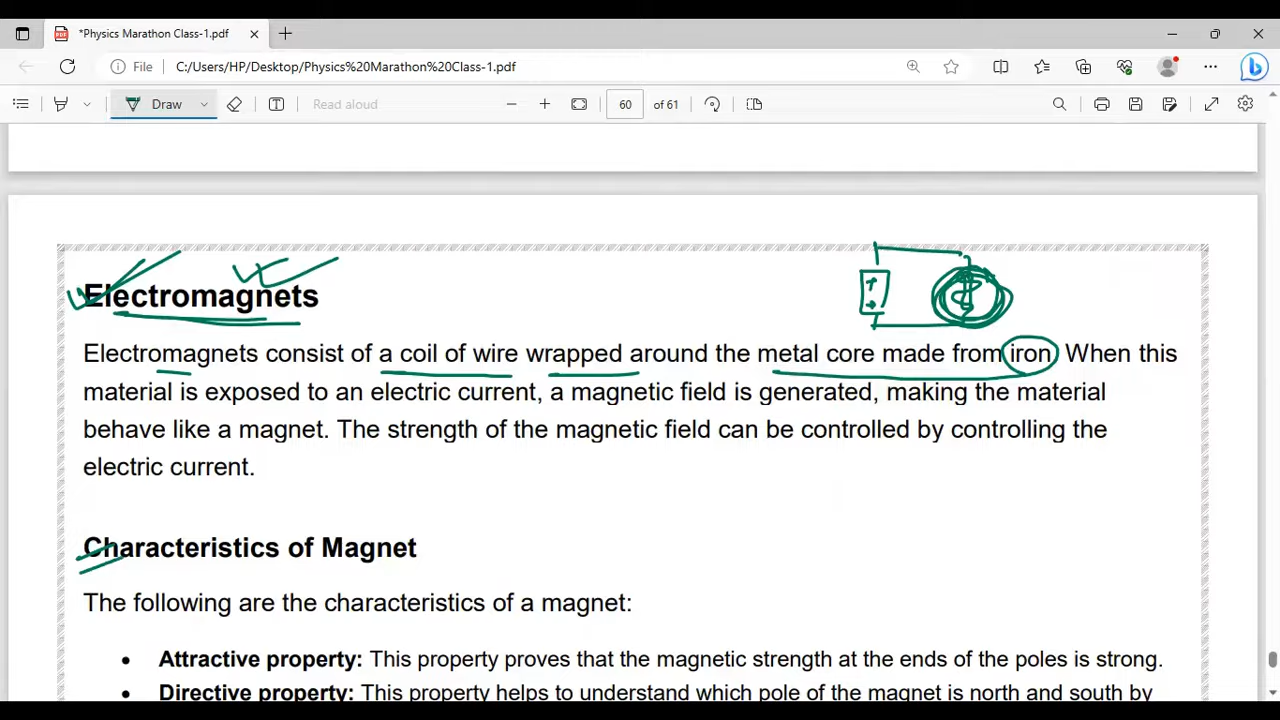 *Physics Marathon Class-1.pdf
File C:/Users/HP/Desktop/Physics%20Marathon%20Class-1.pdf
Draw Read aloud 60 of 61
Electromagnets
Electromagnets consist of a coil of wire wrapped around the metal core made from iron When this
material is exposed to an electric current, a magnetic field is generated, making the material
behave like a magnet. The strength of the magnetic field can be controlled by controlling the
electric current.
Characteristics of Magnet
The following are the characteristics of a magnet:
• Attractive property: This property proves that the magnetic strength at the ends of the poles is strong.
• Directive property: This property helps to understand which pole of the magnet is north and south by